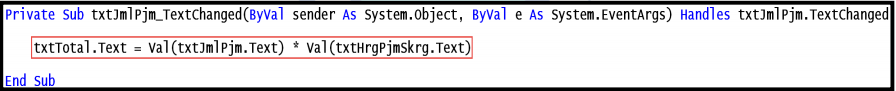 Private Sub txtJmlPjm_TextChanged(ByVal sender As System.Object, ByVal e As System.EventArgs) Handles txtJmlPjm.TextChanged
txtTotal.Text = Val(txtJmlPjm.Text) * Val(txtHrgPjmSkrg.Text)
End Sub